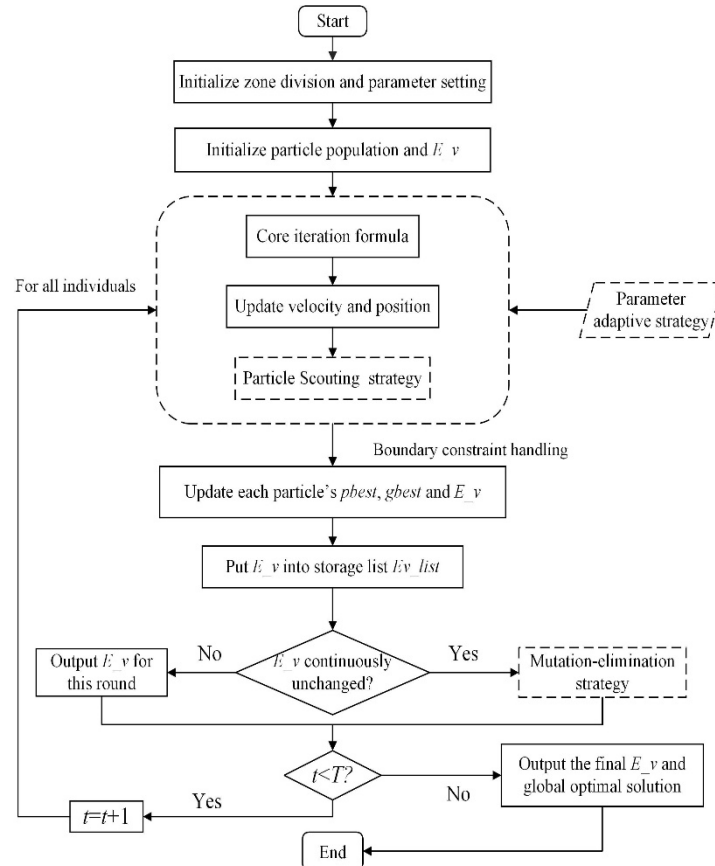 Start
Initialize zone division and parameter setting
Initialize particle population and E_v
Core iteration formula
For all individuals
Update velocity and position
Parameter
adaptive strategy
Particle Scouting strategy
Boundary constraint handling
Update each particle's pbest, gbest and E_v
Put E_v into storage list Ev_list
No
E_v continuously
unchanged?
Yes
Output E_v for
this round
Mutation-elimination
strategy
t<T?
Output the final E_v and
global optimal solution
Yes
No
t=t+1
End